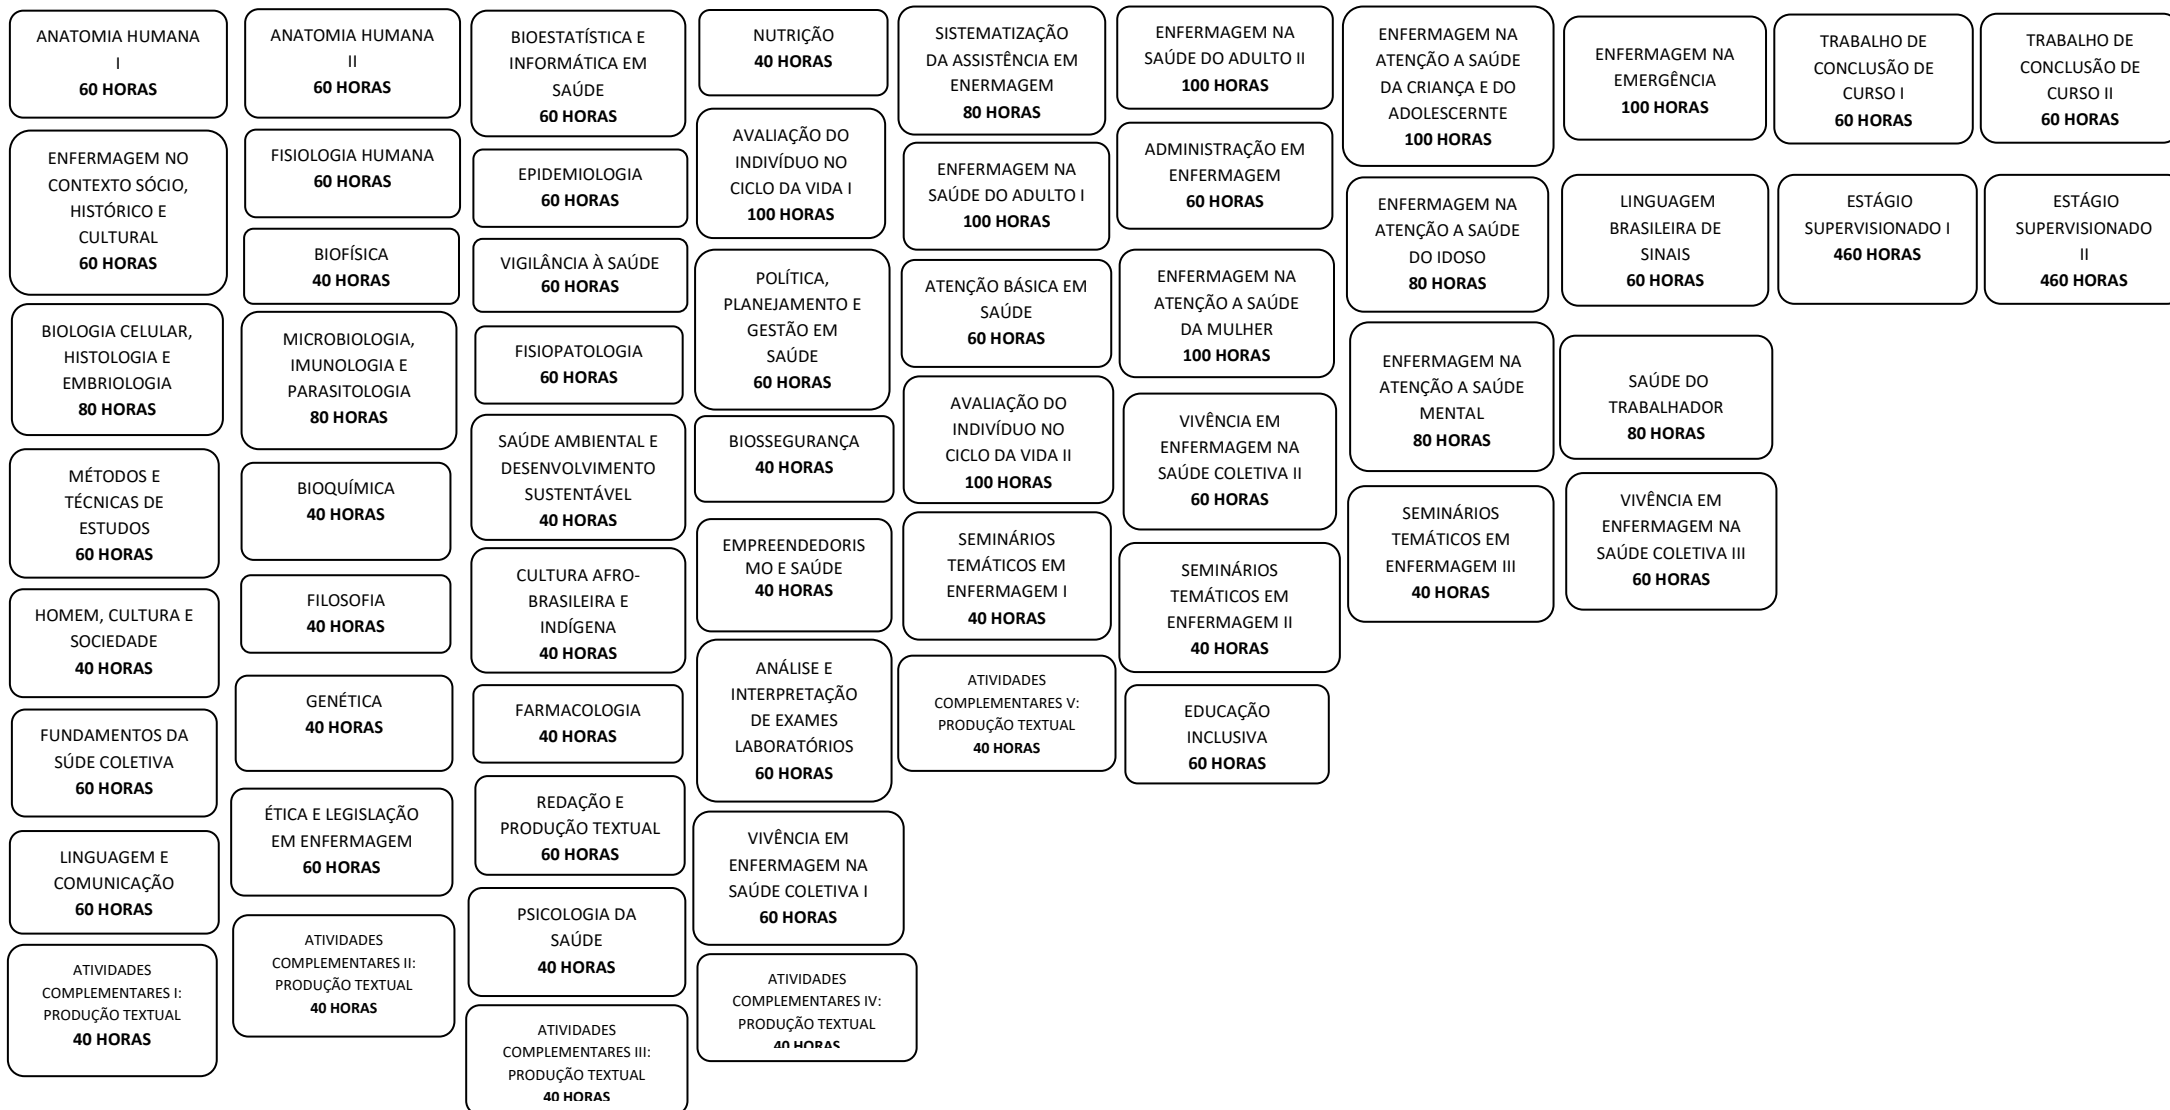 ANATOMIA HUMANA
I
60 HORAS
ENFERMAGEM NO
CONTEXTO SÓCIO,
HISTÓRICO E
CULTURAL
60 HORAS
BIOLOGIA CELULAR,
HISTOLOGIA E
EMBRIOLOGIA
80 HORAS
MÉTODOS E
TÉCNICAS DE
ESTUDOS
60 HORAS
HOMEM, CULTURA E
SOCIEDADE
40 HORAS
FUNDAMENTOS DA
SÚDE COLETIVA
60 HORAS
LINGUAGEM E
COMUNICAÇÃO
60 HORAS
ATIVIDADES
COMPLEMENTARES I:
PRODUÇÃO TEXTUAL
40 HORAS
ANATOMIA HUMANA
II
60 HORAS
FISIOLOGIA HUMANA
60 HORAS
BIOFÍSICA
40 HORAS
MICROBIOLOGIA,
IMUNOLOGIA E
PARASITOLOGIA
80 HORAS
BIOQUÍMICA
40 HORAS
FILOSOFIA
40 HORAS
GENÉTICA
40 HORAS
ÉTICA E LEGISLAÇÃO
EM ENFERMAGEM
60 HORAS
ATIVIDADES
COMPLEMENTARES II:
PRODUÇÃO TEXTUAL
40 HORAS
BIOESTATÍSTICA E
INFORMÁTICA EM
SAÚDE
60 HORAS
EPIDEMIOLOGIA
60 HORAS
VIGILÂNCIA À SAÚDE
60 HORAS
FISIOPATOLOGIA
60 HORAS
SAÚDE AMBIENTAL E
DESENVOLVIMENTO
SUSTENTÁVEL
40 HORAS
CULTURA AFRO-
BRASILEIRA E
INDÍGENA
40 HORAS
FARMACOLOGIA
40 HORAS
REDAÇÃO E
PRODUÇÃO TEXTUAL
60 HORAS
PSICOLOGIA DA
SAÚDE
40 HORAS
ATIVIDADES
COMPLEMENTARES III:
PRODUÇÃO TEXTUAL
40 HORAS
NUTRIÇÃO
40 HORAS
AVALIAÇÃO DO
INDIVÍDUO NO
CICLO DA VIDA I
100 HORAS
POLÍTICA,
PLANEJAMENTO E
GESTÃO EM
SAÚDE
60 HORAS
BIOSSEGURANÇA
40 HORAS
EMPREENDEDORIS
MO E SAÚDE
40 HORAS
ANÁLISE E
INTERPRETAÇÃO
DE EXAMES
LABORATÓRIOS
60 HORAS
VIVÊNCIA EM
ENFERMAGEM NA
SAÚDE COLETIVA I
60 HORAS
ATIVIDADES
COMPLEMENTARES IV:
PRODUÇÃO TEXTUAL
40 HORAS
SISTEMATIZAÇÃO
DA ASSISTÊNCIA EM
ENERMAGEM
80 HORAS
ENFERMAGEM NA
SAÚDE DO ADULTO I
100 HORAS
ATENÇÃO BÁSICA EM
SAÚDE
60 HORAS
AVALIAÇÃO DO
INDIVÍDUO NO
CICLO DA VIDA II
100 HORAS
SEMINÁRIOS
TEMÁTICOS EM
ENFERMAGEM I
40 HORAS
ATIVIDADES
COMPLEMENTARES V:
PRODUÇÃO TEXTUAL
40 HORAS
ENFERMAGEM NA
SAÚDE DO ADULTO II
100 HORAS
ADMINISTRAÇÃO EM
ENFERMAGEM
60 HORAS
ENFERMAGEM NA
ATENÇÃO A SAÚDE
DA MULHER
100 HORAS
VIVÊNCIA EM
ENFERMAGEM NA
SAÚDE COLETIVA II
60 HORAS
SEMINÁRIOS
TEMÁTICOS EM
ENFERMAGEM II
40 HORAS
EDUCAÇÃO
INCLUSIVA
60 HORAS
ENFERMAGEM NA
ATENÇÃO A SAÚDE
DA CRIANÇA E DO
ADOLESCERNTE
100 HORAS
ENFERMAGEM NA
ATENÇÃO A SAÚDE
DO IDOSO
80 HORAS
ENFERMAGEM NA
ATENÇÃO A SAÚDE
MENTAL
80 HORAS
SEMINÁRIOS
TEMÁTICOS EM
ENFERMAGEM III
40 HORAS
ENFERMAGEM NA
EMERGÊNCIA
100 HORAS
LINGUAGEM
BRASILEIRA DE
SINAIS
60 HORAS
SAÚDE DO
TRABALHADOR
80 HORAS
VIVÊNCIA EM
ENFERMAGEM NA
SAÚDE COLETIVA III
60 HORAS
TRABALHO DE
CONCLUSÃO DE
CURSO I
60 HORAS
ESTÁGIO
SUPERVISIONADO I
460 HORAS
TRABALHO DE
CONCLUSÃO DE
CURSO II
60 HORAS
ESTÁGIO
SUPERVISIONADO
II
460 HORAS